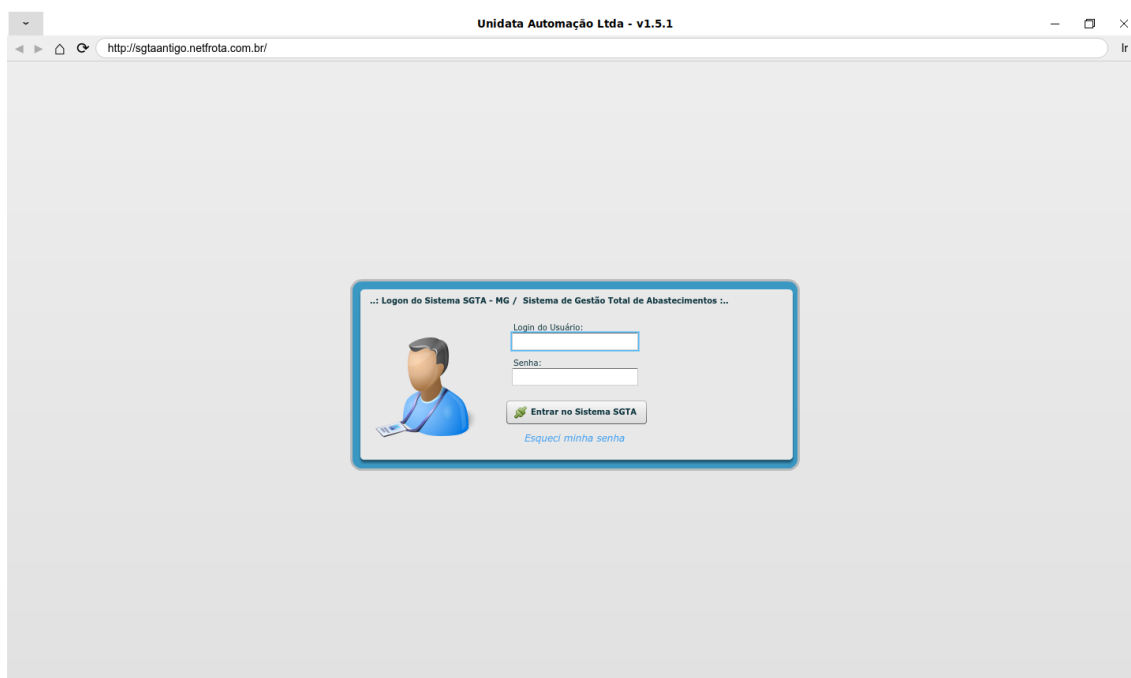 Unidata Automação Ltda - v1.5.1
http://sgtaantigo.netfrota.com.br/
Ir
..: Logon do Sistema SGTA - MG / Sistema de Gestão Total de Abastecimentos :..
Login do Usuário:
Senha:
Entrar no Sistema SGTA
Esqueci minha senha